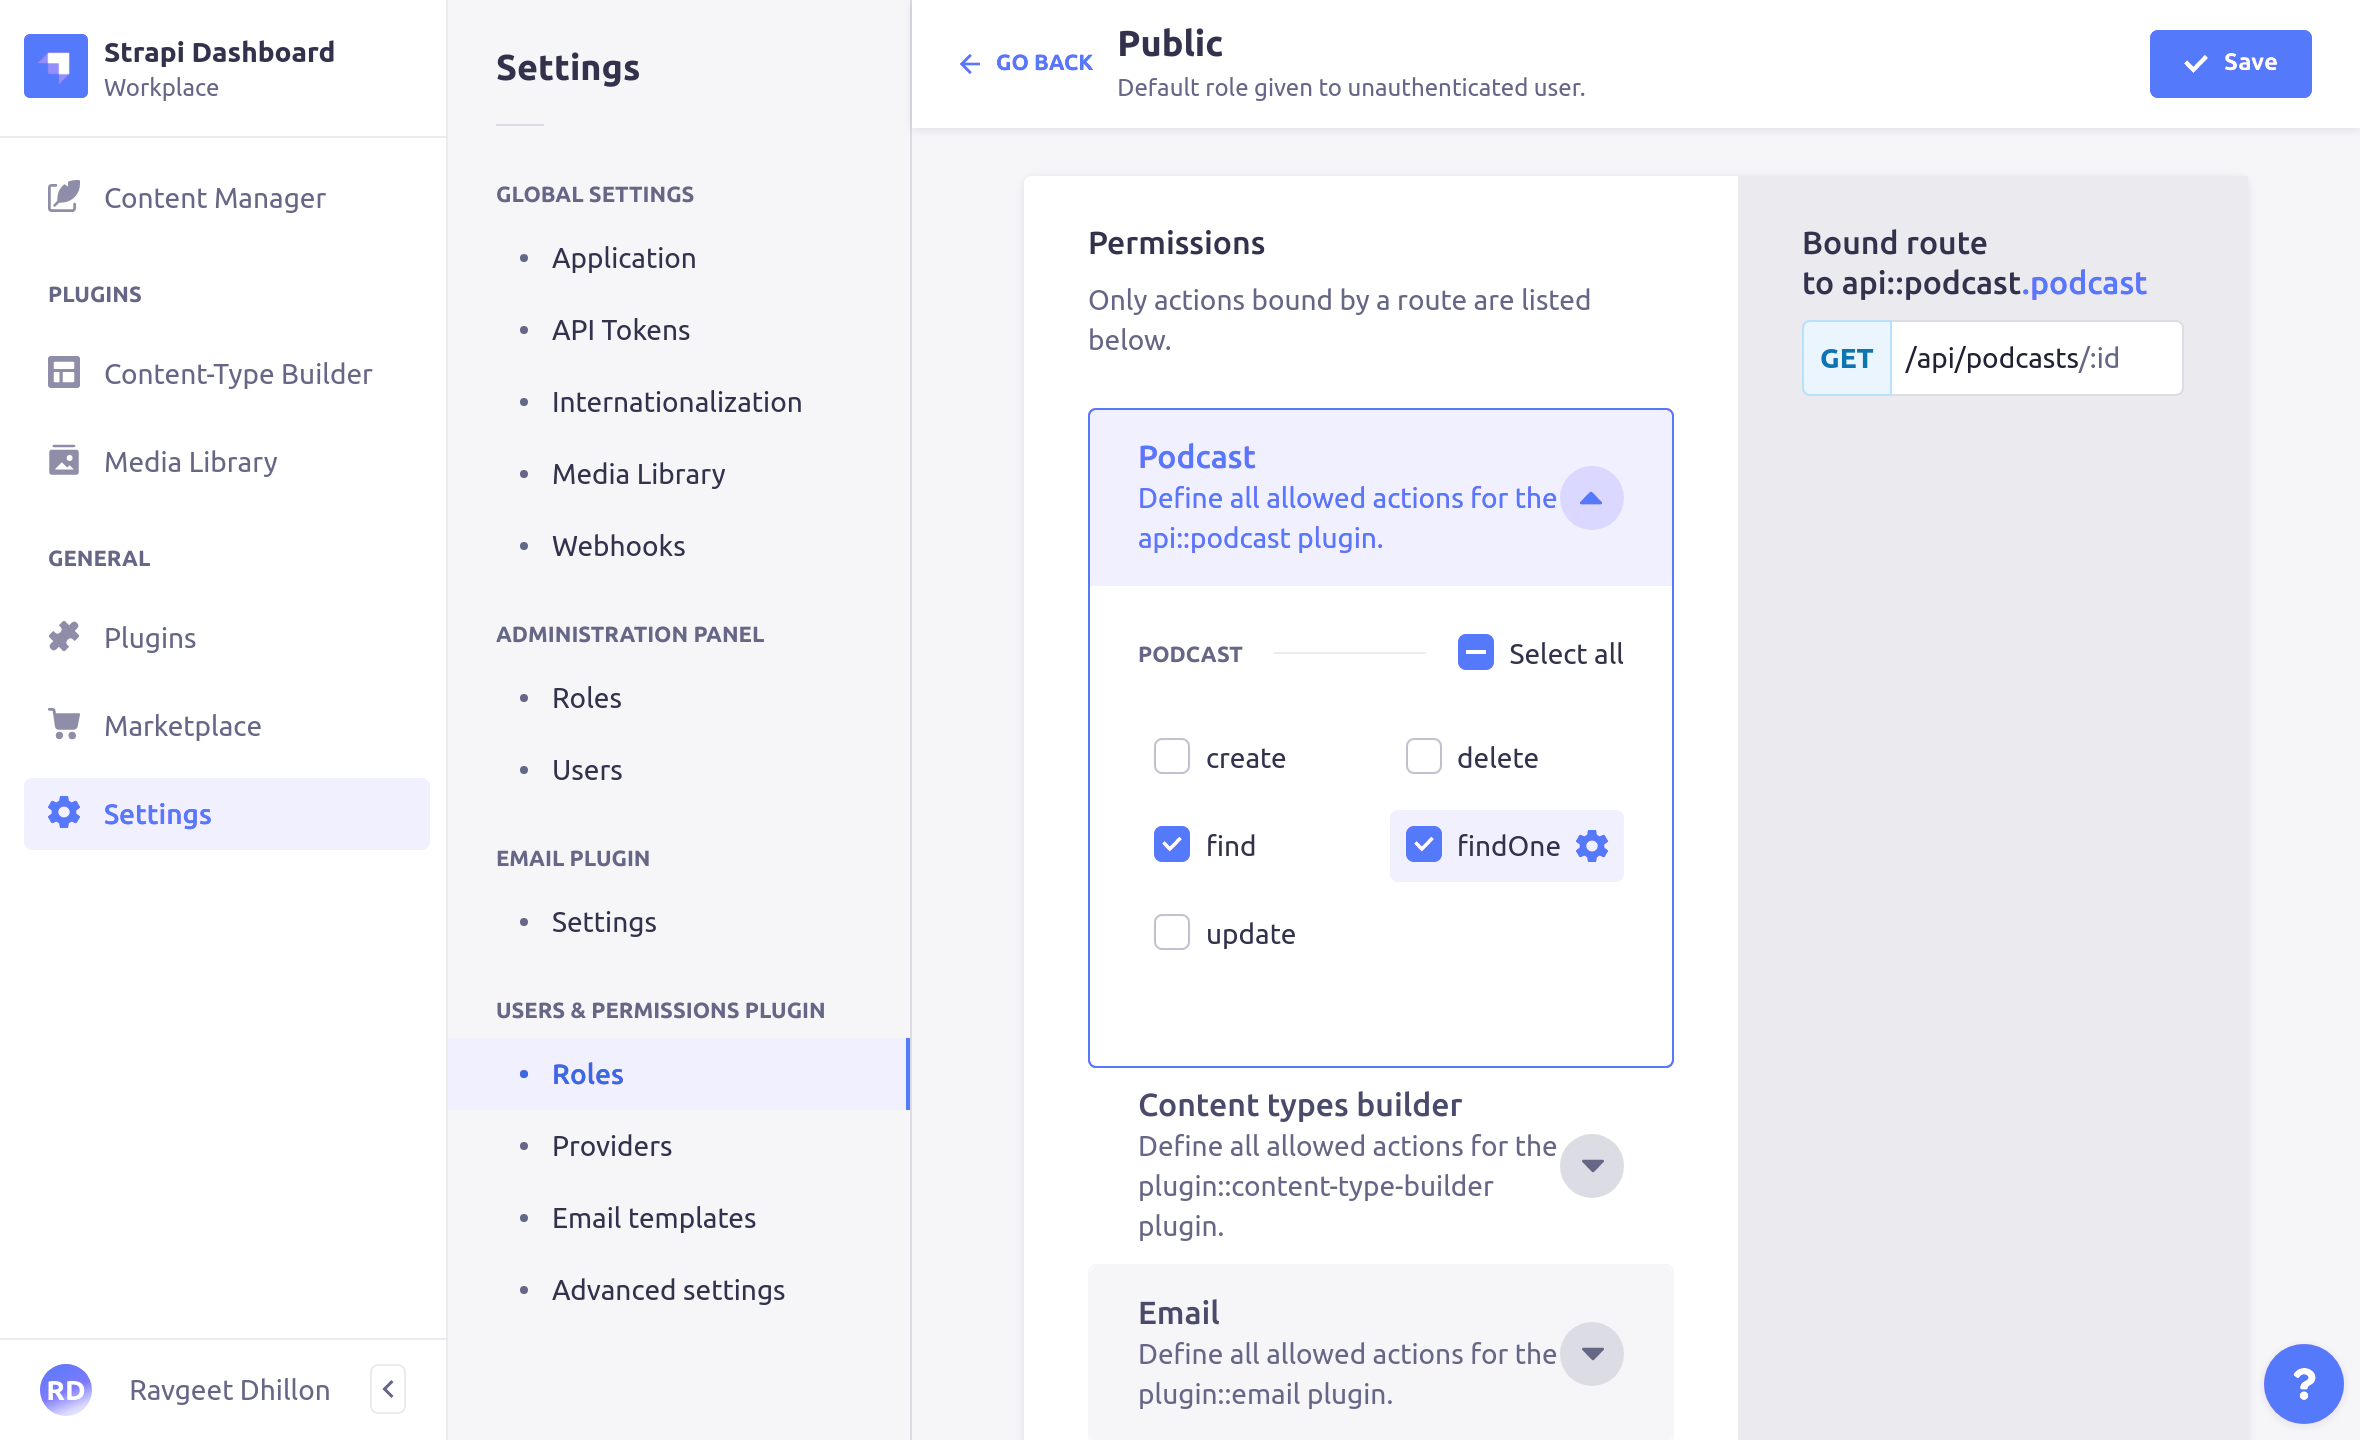 Strapi Dashboard
Workplace
Content Manager
PLUGINS
Content-Type Builder
Media Library
GENERAL
Plugins
Marketplace
Settings
RD
Ravgeet Dhillon
Settings
GLOBAL SETTINGS
Application
API Tokens
Internationalization
Media Library
Webhooks
ADMINISTRATION PANEL
Roles
Users
EMAIL PLUGIN
Settings
USERS & PERMISSIONS PLUGIN
Roles
Providers
Email templates
Advanced settings
GO BACK
Public
Default role given to unauthenticated user.
Save
Permissions
Only actions bound by a route are listed
below.
Podcast
Define all allowed actions for the
api::podcast plugin.
PODCAST
Select all
create
delete
find
findOne
update
Content types builder
Define all allowed actions for the
plugin::content-type-builder
plugin.
Email
Define all allowed actions for the
plugin::email plugin.
Bound route
to api::podcast.podcast
GET /api/podcasts/:id
?